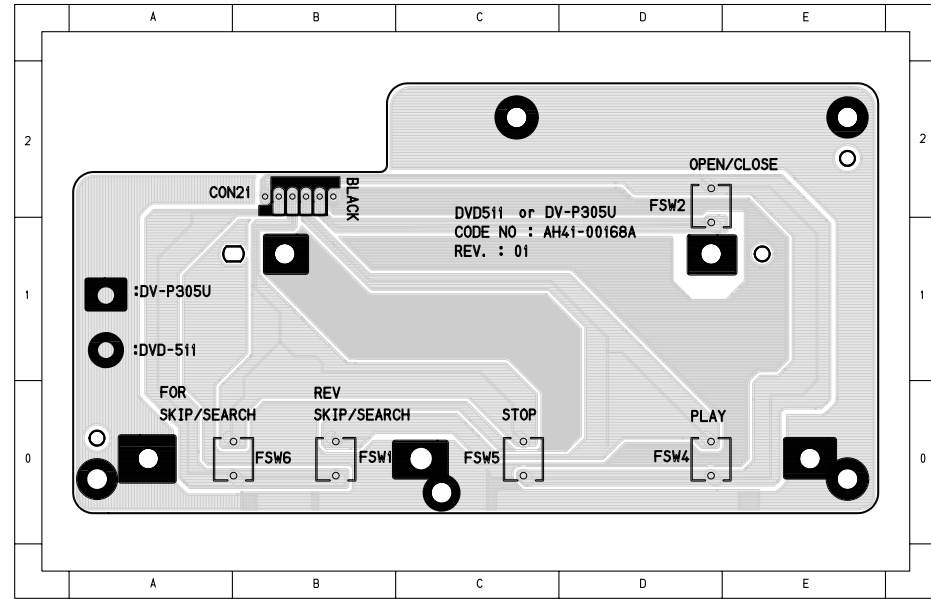 A B C D E
2 2
OPEN/CLOSE
CON21
BLACK
FSW2
DVD511 or DV-P305U
CODE NO : AH41-00168A
REV. : 01
1 1
:DV-P305U
:DVD-511
FOR
SKIP/SEARCH
REV
SKIP/SEARCH
STOP
PLAY
0 0
FSW6
FSW1
FSW5
FSW4
A B C D E